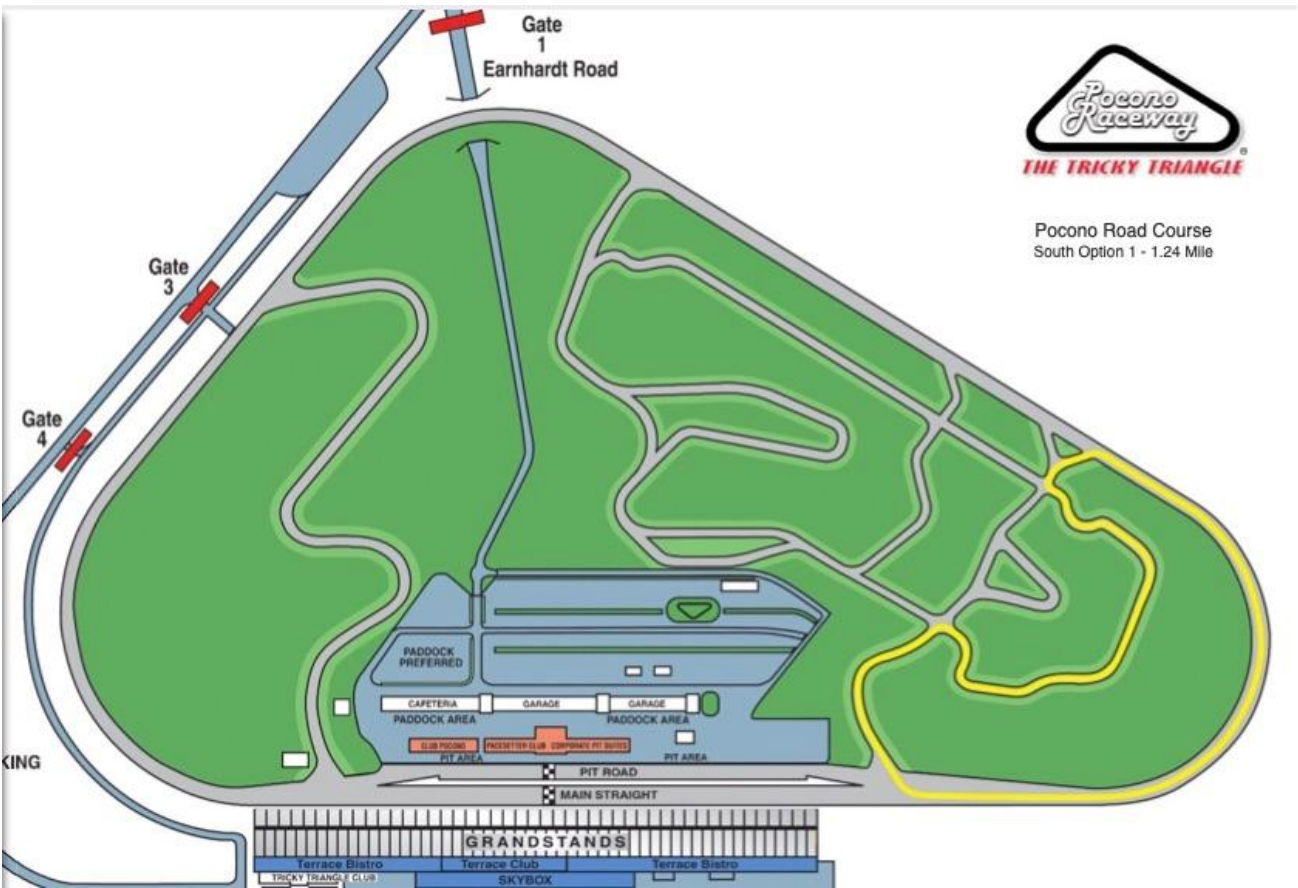 Gate
1
Earnhardt Road
Pocono
Raceway
®
THE TRICKY TRIANGLE
Pocono Road Course
South Option 1 - 1.24 Mile
Gate
3
Gate
4
PADDOCK
PREFERRED
CAFETERIA
GARAGE
GARAGE
PADDOCK AREA
PADDOCK AREA
CLUB POCONO
PACESETTER CLUB
CORPORATE PIT SUITES
PIT AREA
PIT AREA
KING
PIT ROAD
MAIN STRAIGHT
GRANDSTANDS
Terrace Bistro
Terrace Club
Terrace Bistro
TRICKY TRIANGLE CLUB
SKYBOX